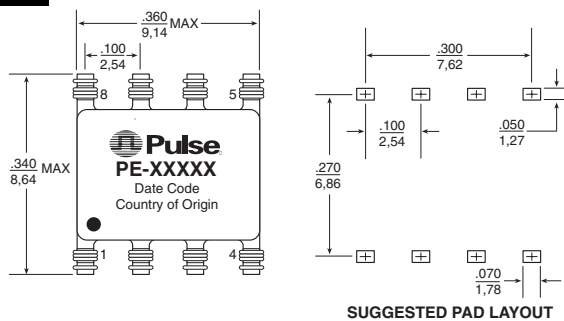 .360
9,14 MAX
.100
2,54
8
5
.340
8,64 MAX
Pulse
PE-XXXXX
Date Code
Country of Origin
1
4
.300
7,62
.100
2,54
.050
1,27
.270
6,86
.070
1,78
SUGGESTED PAD LAYOUT